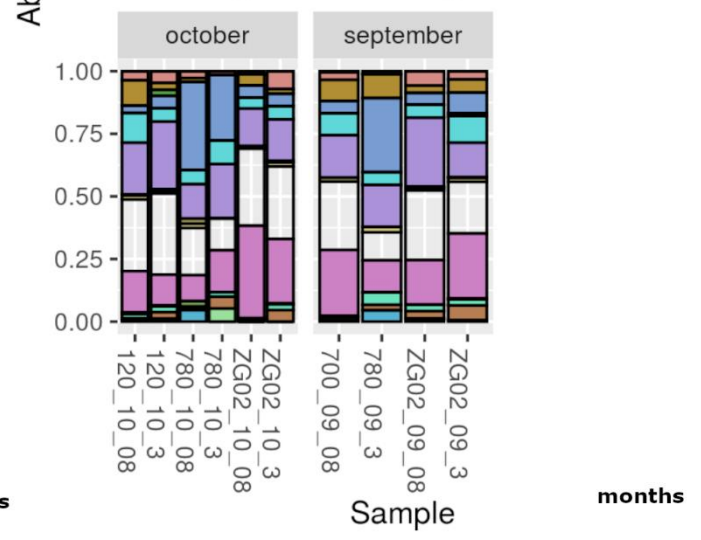 Ab
october
september
1.00
0.75
0.50
0.25
0.00
120_10_08
120_10_3
780_10_08
780_10_3
ZG02_10_08
ZG02_10_3
700_09_08
780_09_3
ZG02_09_08
ZG02_09_3
s
months
Sample